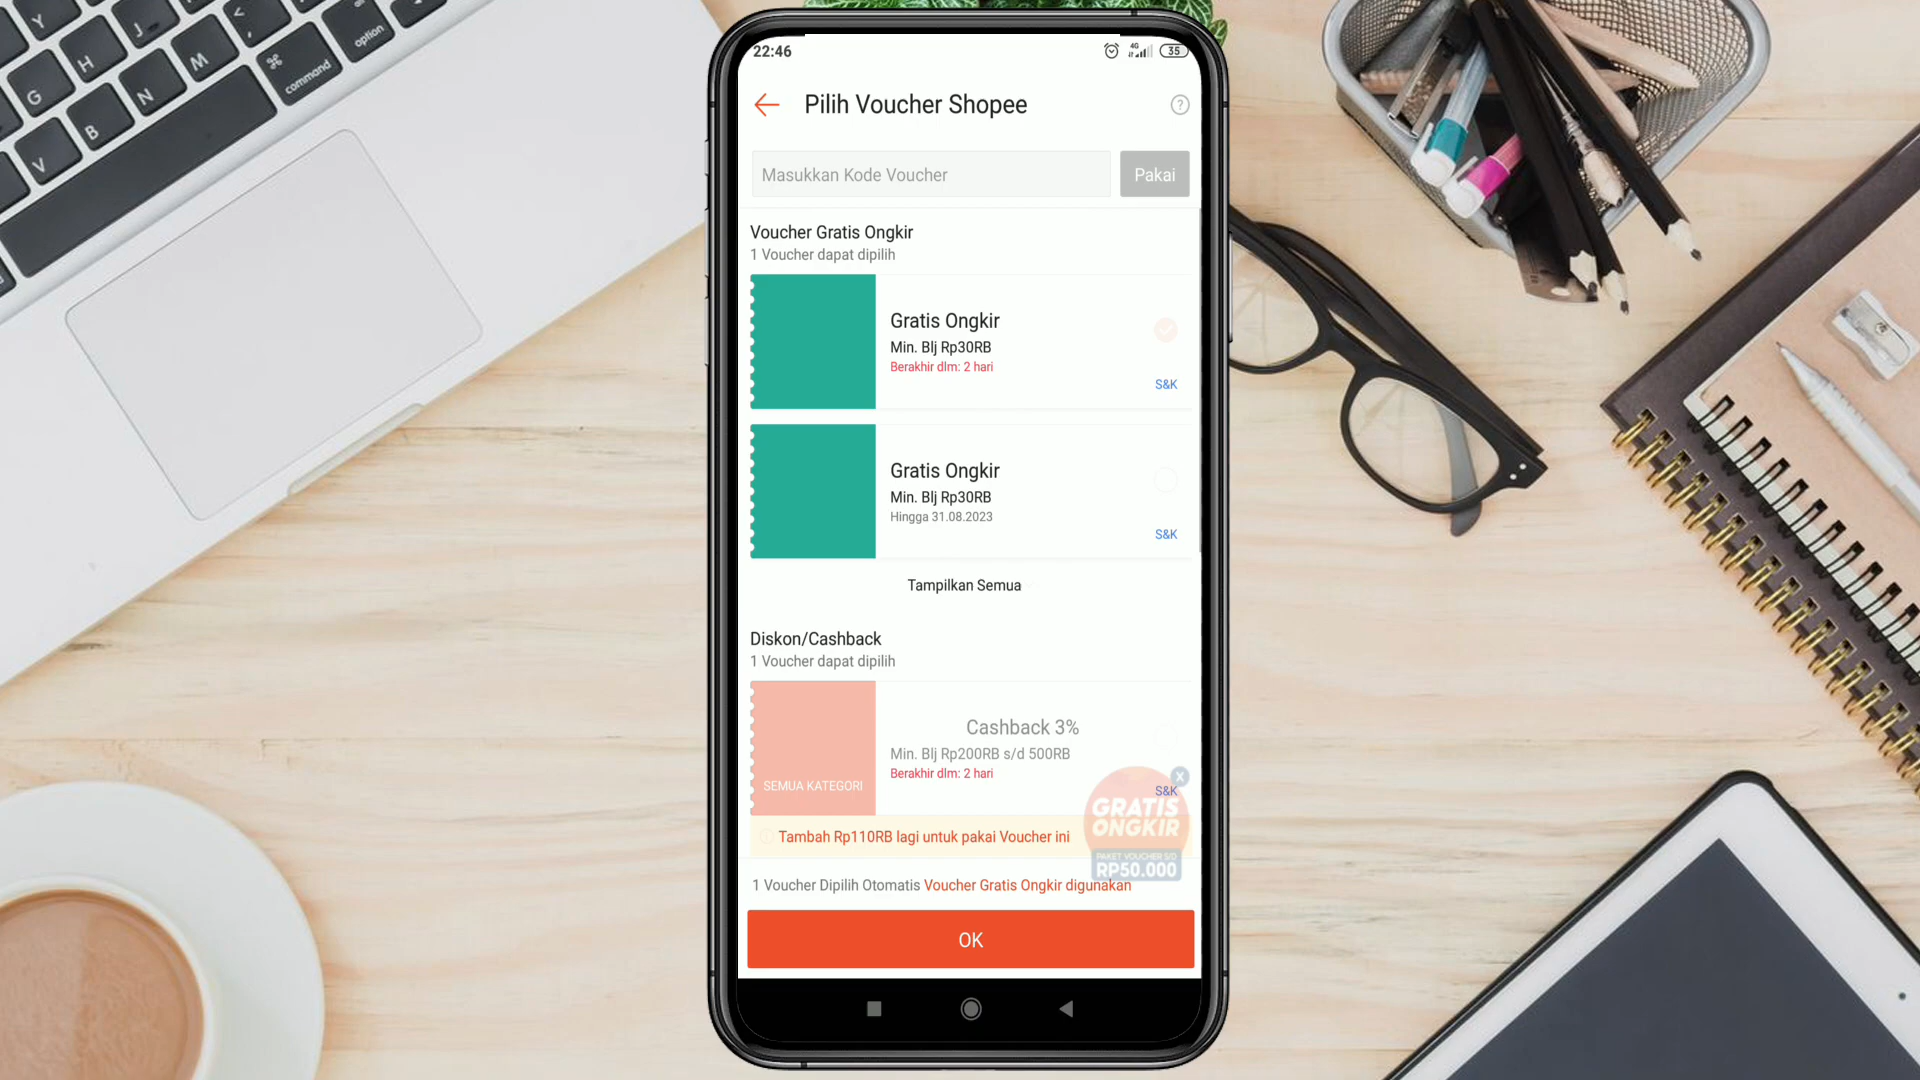 22:46
4G
35
Pilih Voucher Shopee
?
Masukkan Kode Voucher
Pakai
Voucher Gratis Ongkir
1 Voucher dapat dipilih
Gratis Ongkir
Min. Blj Rp30RB
Berakhir dlm: 2 hari
S&K
Gratis Ongkir
Min. Blj Rp30RB
Hingga 31.08.2023
S&K
Tampilkan Semua
Diskon/Cashback
1 Voucher dapat dipilih
SEMUA KATEGORI
Cashback 3%
Min. Blj Rp200RB s/d 500RB
Berakhir dlm: 2 hari
S&K
X
GRATIS
ONGKIR
PAKET VOUCHER S/D
RP50.000
Tambah Rp110RB lagi untuk pakai Voucher ini
1 Voucher Dipilih Otomatis Voucher Gratis Ongkir digunakan
OK
Y
J
<
H
M
option
G
N
command
B
V